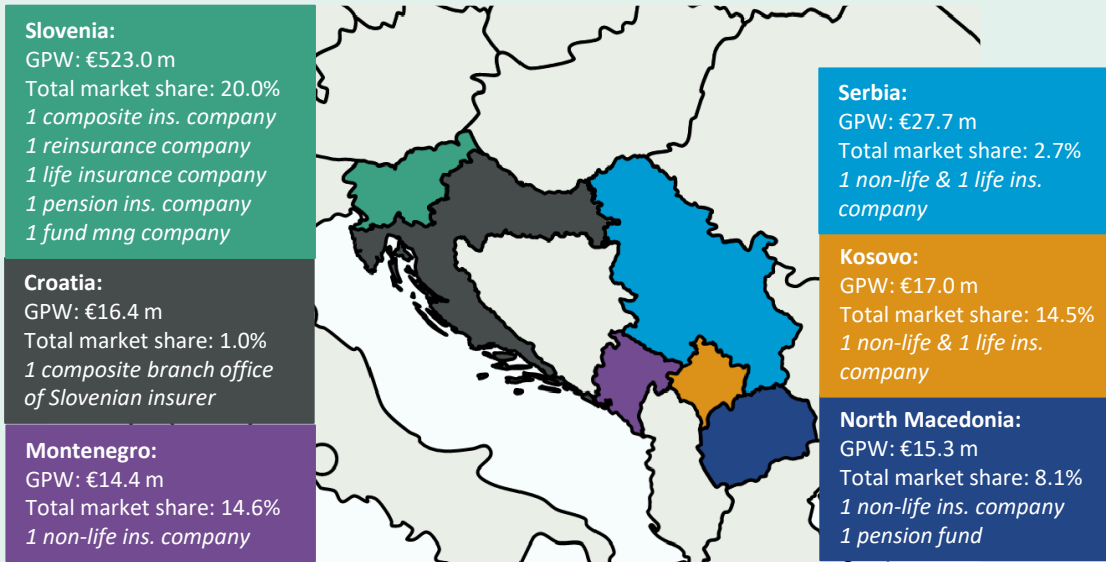 Slovenia:
GPW: €523.0 m
Total market share: 20.0%
1 composite ins. company
1 reinsurance company
1 life insurance company
1 pension ins. company
1 fund mng company
Croatia:
GPW: €16.4 m
Total market share: 1.0%
1 composite branch office
of Slovenian insurer
Montenegro:
GPW: €14.4 m
Total market share: 14.6%
1 non-life ins. company
Serbia:
GPW: €27.7 m
Total market share: 2.7%
1 non-life & 1 life ins.
company
Kosovo:
GPW: €17.0 m
Total market share: 14.5%
1 non-life & 1 life ins.
company
North Macedonia:
GPW: €15.3 m
Total market share: 8.1%
1 non-life ins. company
1 pension fund